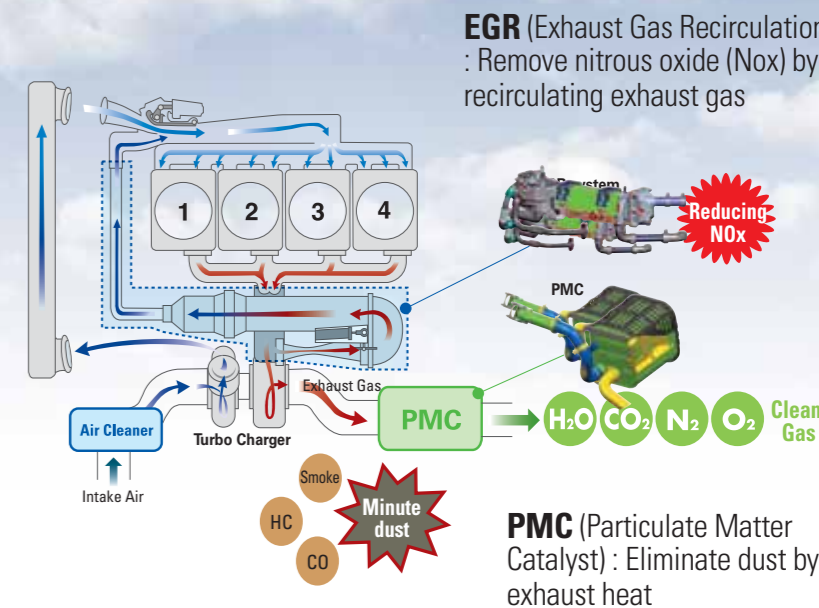 EGR (Exhaust Gas Recirculation
: Remove nitrous oxide (Nox) by
recirculating exhaust gas
1
2
3
4
Reducing
NOx
PMC
Exhaust Gas
PMC
H₂O
CO₂
N₂
O₂
Clean
Gas
Air Cleaner
Turbo Charger
Intake Air
Smoke
HC
CO
Minute
dust
PMC (Particulate Matter
Catalyst) : Eliminate dust by
exhaust heat